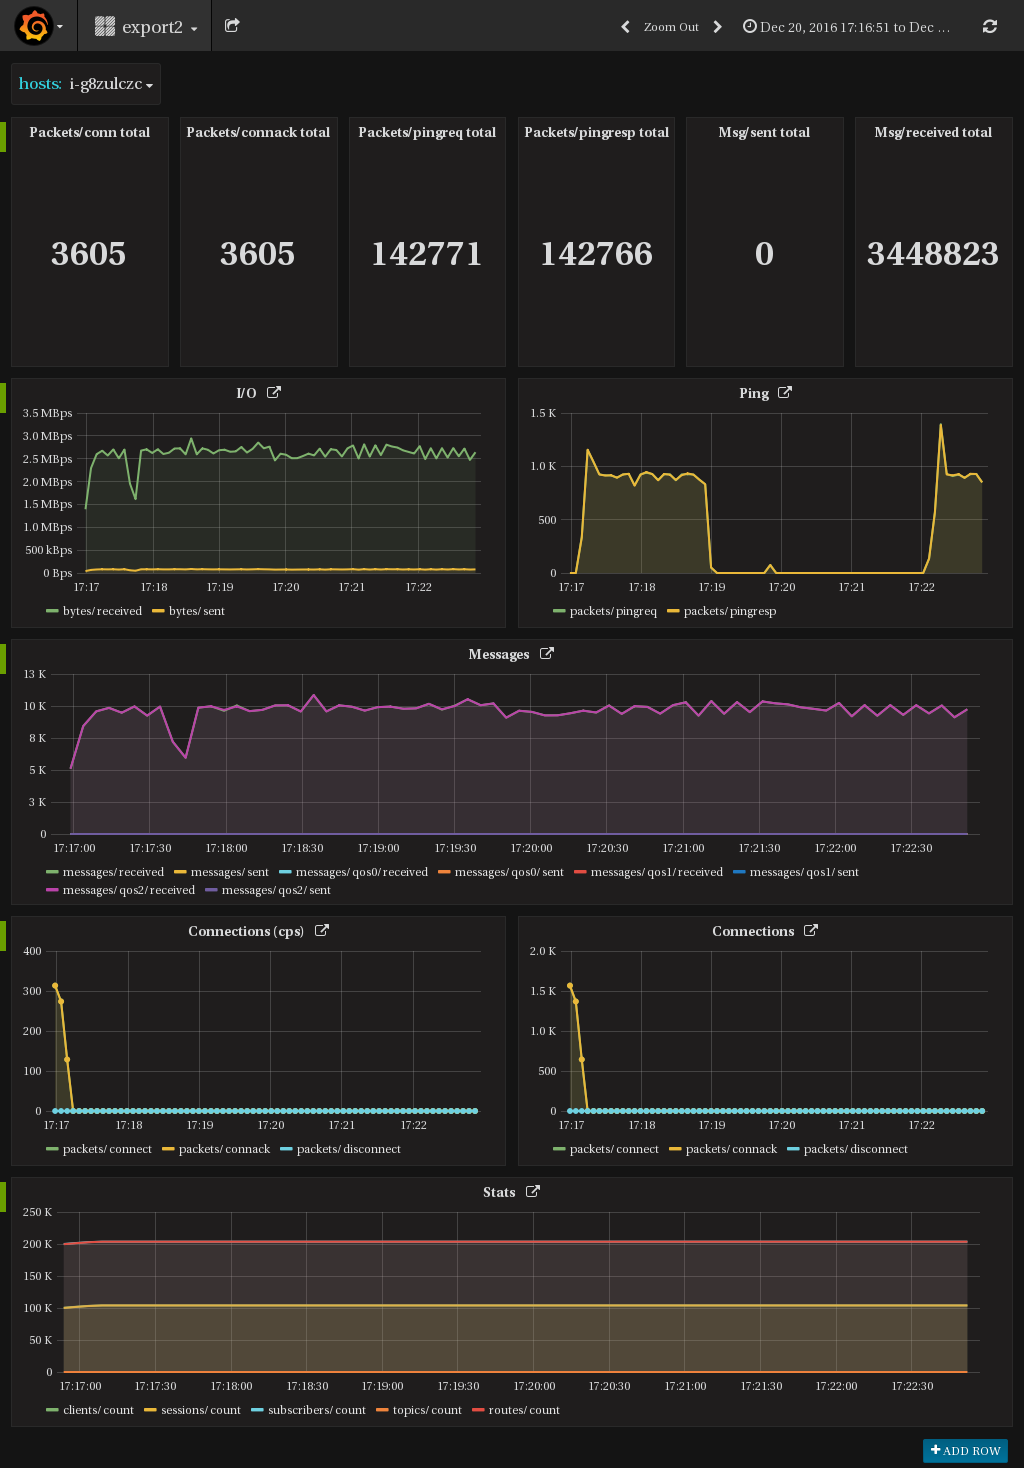 export2
Zoom Out
Dec 20, 2016 17:16:51 to Dec ...
hosts: i-g8zulczc
Packets/conn total
Packets/connack total
Packets/pingreq total
Packets/pingresp total
Msg/sent total
Msg/received total
3605
3605
142771
142766
0
3448823
I/O
3.5 MBps
3.0 MBps
2.5 MBps
2.0 MBps
1.5 MBps
1.0 MBps
500 kBps
0 Bps
17:17 17:18 17:19 17:20 17:21 17:22
bytes/received bytes/sent
Ping
1.5 K
1.0 K
500
0
17:17 17:18 17:19 17:20 17:21 17:22
packets/pingreq packets/pingresp
Messages
13 K
10 K
8 K
5 K
3 K
0
17:17:00 17:17:30 17:18:00 17:18:30 17:19:00 17:19:30 17:20:00 17:20:30 17:21:00 17:21:30 17:22:00 17:22:30
messages/received messages/sent messages/qos0/received messages/qos0/sent messages/qos1/received messages/qos1/sent
messages/qos2/received messages/qos2/sent
Connections (cps)
400
300
200
100
0
17:17 17:18 17:19 17:20 17:21 17:22
packets/connect packets/connack packets/disconnect
Connections
2.0 K
1.5 K
1.0 K
500
0
17:17 17:18 17:19 17:20 17:21 17:22
packets/connect packets/connack packets/disconnect
Stats
250 K
200 K
150 K
100 K
50 K
0
17:17:00 17:17:30 17:18:00 17:18:30 17:19:00 17:19:30 17:20:00 17:20:30 17:21:00 17:21:30 17:22:00 17:22:30
clients/count sessions/count subscribers/count topics/count routes/count
ADD ROW